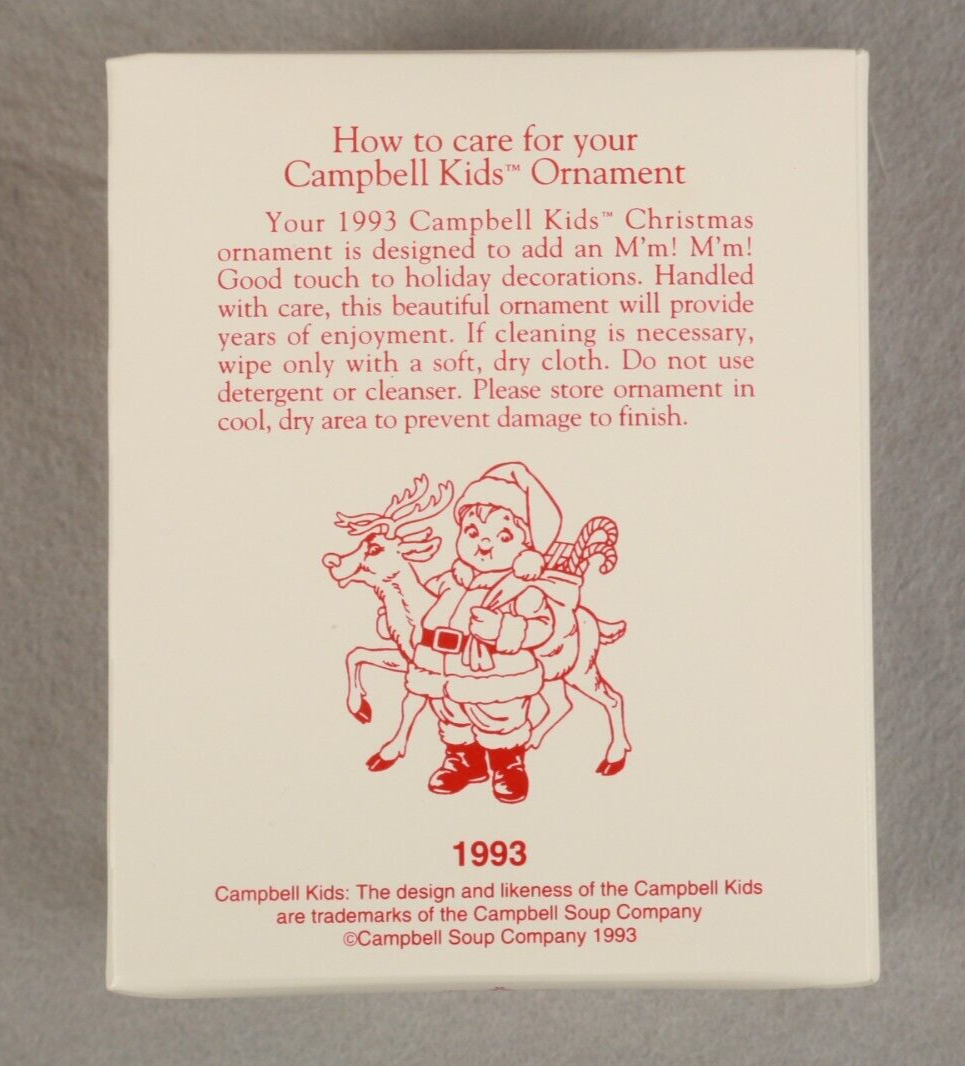 How to care for your
Campbell Kids™ Ornament
Your 1993 Campbell Kids™ Christmas
ornament is designed to add an M'm! M'm!
Good touch to holiday decorations. Handled
with care, this beautiful ornament will provide
years of enjoyment. If cleaning is necessary,
wipe only with a soft, dry cloth. Do not use
detergent or cleanser. Please store ornament in
cool, dry area to prevent damage to finish.
1993
Campbell Kids: The design and likeness of the Campbell Kids
are trademarks of the Campbell Soup Company
©Campbell Soup Company 1993